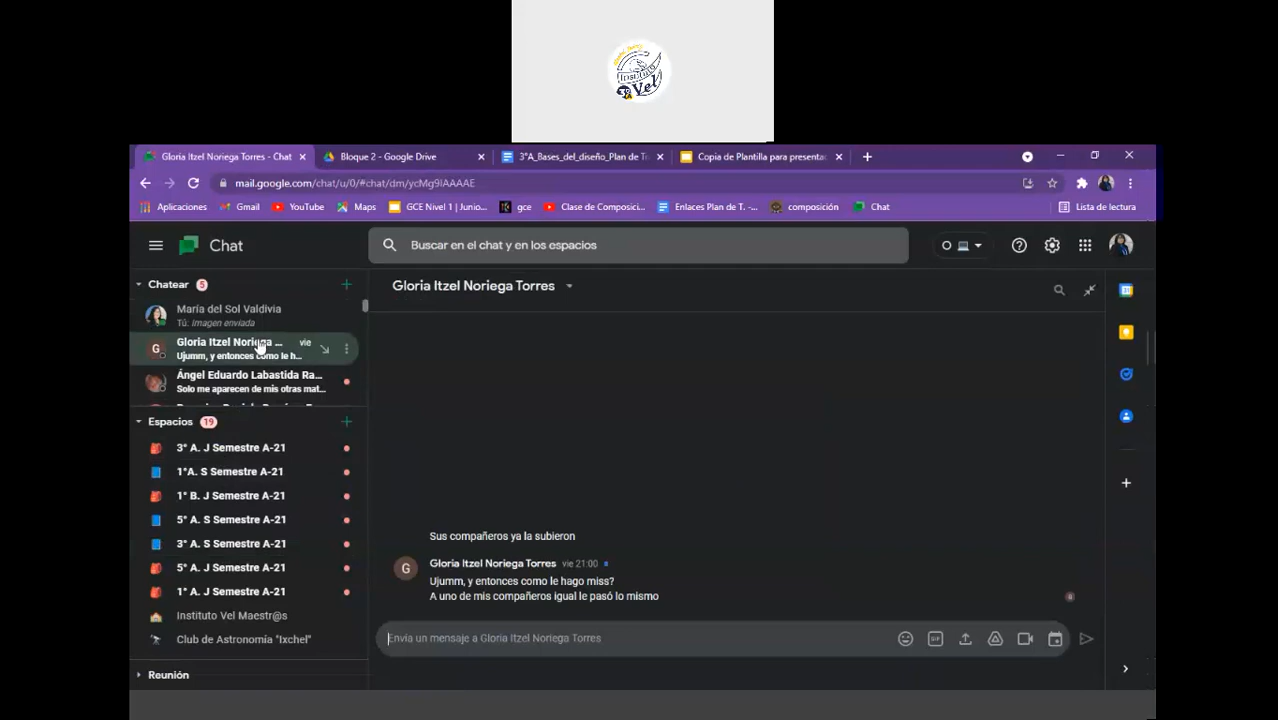 Instituto
Vel
3°
A
Gloria Itzel Noriega Torres - Chat
Bloque 2 - Google Drive
3°A_Bases_del_diseño_Plan de Ti
Copia de Plantilla para presenta
mail.google.com/chat/u/0/#chat/dm/ycMg9IAAAAE
Aplicaciones
Gmail
YouTube
Maps
GCE Nivel 1 | Junio...
gce
Clase de Composici...
Enlaces Plan de T. -...
composición
Chat
Lista de lectura
Chat
Buscar en el chat y en los espacios
Chatear 5
María del Sol Valdivia
Tú: Imagen enviada
Gloria Itzel Noriega ... vie
Ujumm, y entonces como le h...
Ángel Eduardo Labastida Ra...
Solo me aparecen de mis otras mat...
Espacios 19
3° A. J Semestre A-21
1°A. S Semestre A-21
1° B. J Semestre A-21
5° A. S Semestre A-21
3° A. S Semestre A-21
5° A. J Semestre A-21
1° A. J Semestre A-21
Instituto Vel Maestr@s
Club de Astronomía "Ixchel"
Reunión
Gloria Itzel Noriega Torres
Sus compañeros ya la subieron
G
Gloria Itzel Noriega Torres vie 21:00
Ujumm, y entonces como le hago miss?
A uno de mis compañeros igual le pasó lo mismo
Envía un mensaje a Gloria Itzel Noriega Torres
GIF